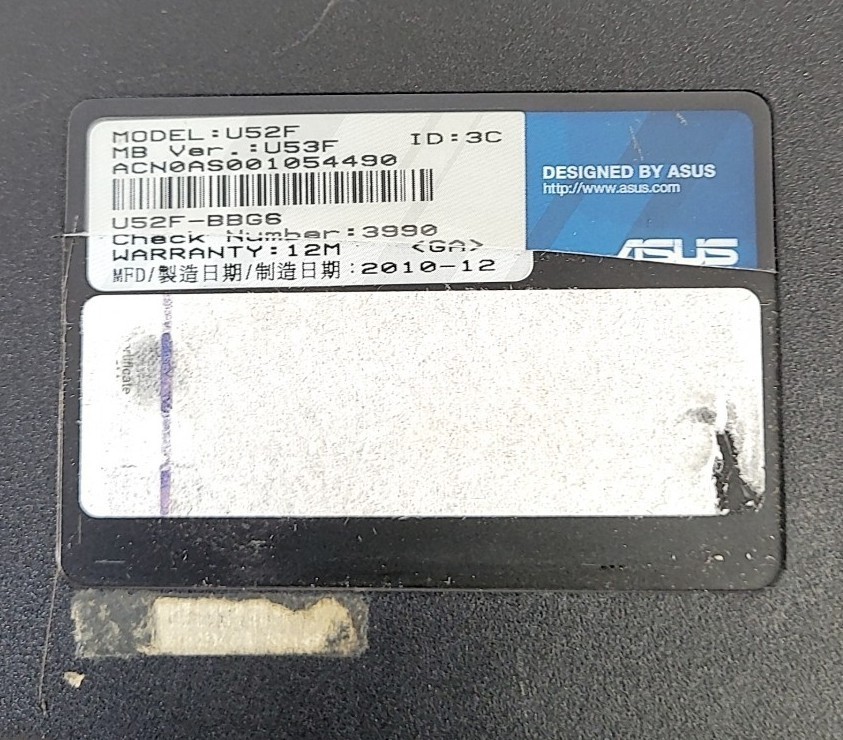 MODEL:U52F
ID:3C
MB Ver.:U53F
ACN0AS001054490
U52F-BBG6
Check Number:3990
WARRANTY:12M <GA>
MFD/製造日期/制造日期:2010-12
DESIGNED BY ASUS
http://www.asus.com
ASUS